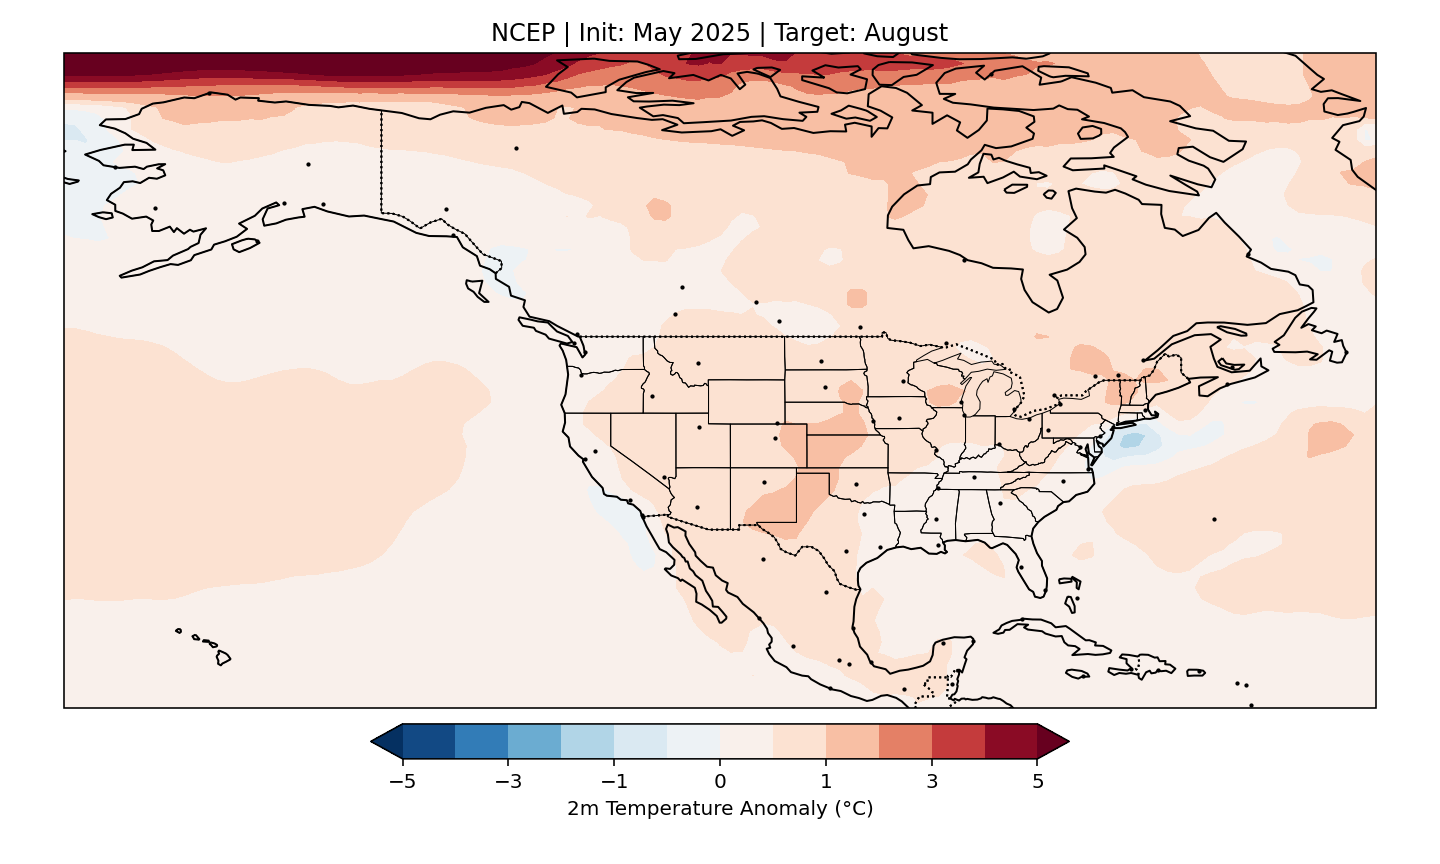 NCEP | Init: May 2025 | Target: August
−5 −3 −1 0 1 3 5
2m Temperature Anomaly (°C)